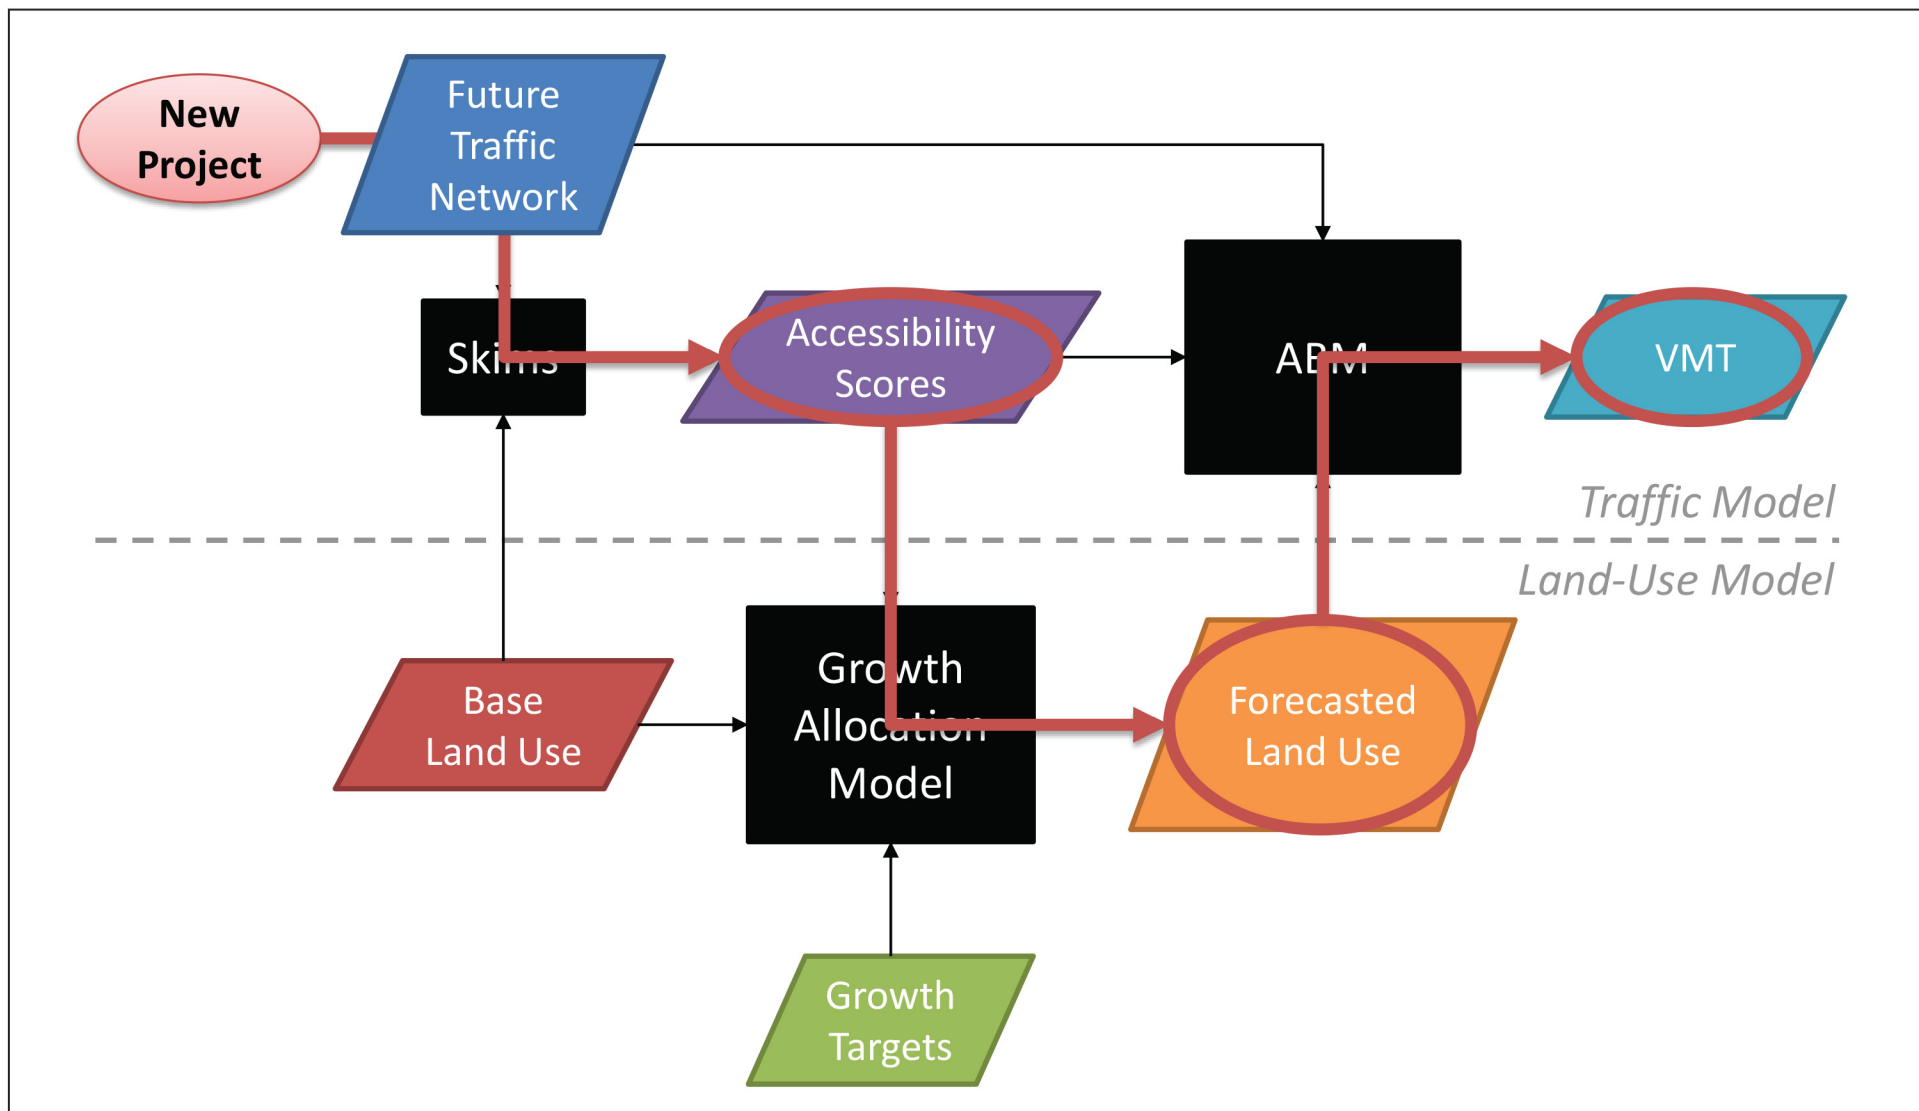 New
Project
Future
Traffic
Network
Skims
Accessibility
Scores
ABM
VMT
Traffic Model
Land-Use Model
Base
Land Use
Growth
Allocation
Model
Forecasted
Land Use
Growth
Targets